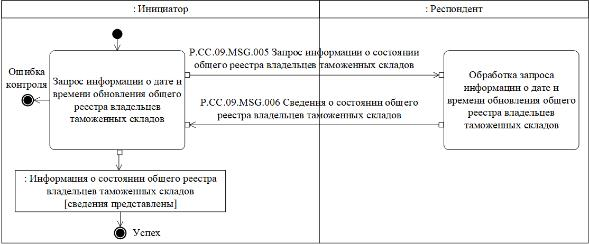 : Инициатор
: Респондент
P.CC.09.MSG.005 Запрос информации о состоянии
общего реестра владельцев таможенных складов
Ошибка
контроля
Запрос информации о дате и
времени обновления общего
реестра владельцев
таможенных складов
Обработка запроса
информации о дате и
времени обновления общего
реестра владельцев
таможенных складов
P.CC.09.MSG.006 Сведения о состоянии общего
реестра владельцев таможенных складов
: Информация о состоянии общего реестра
владельцев таможенных складов
[сведения представлены]
Успех